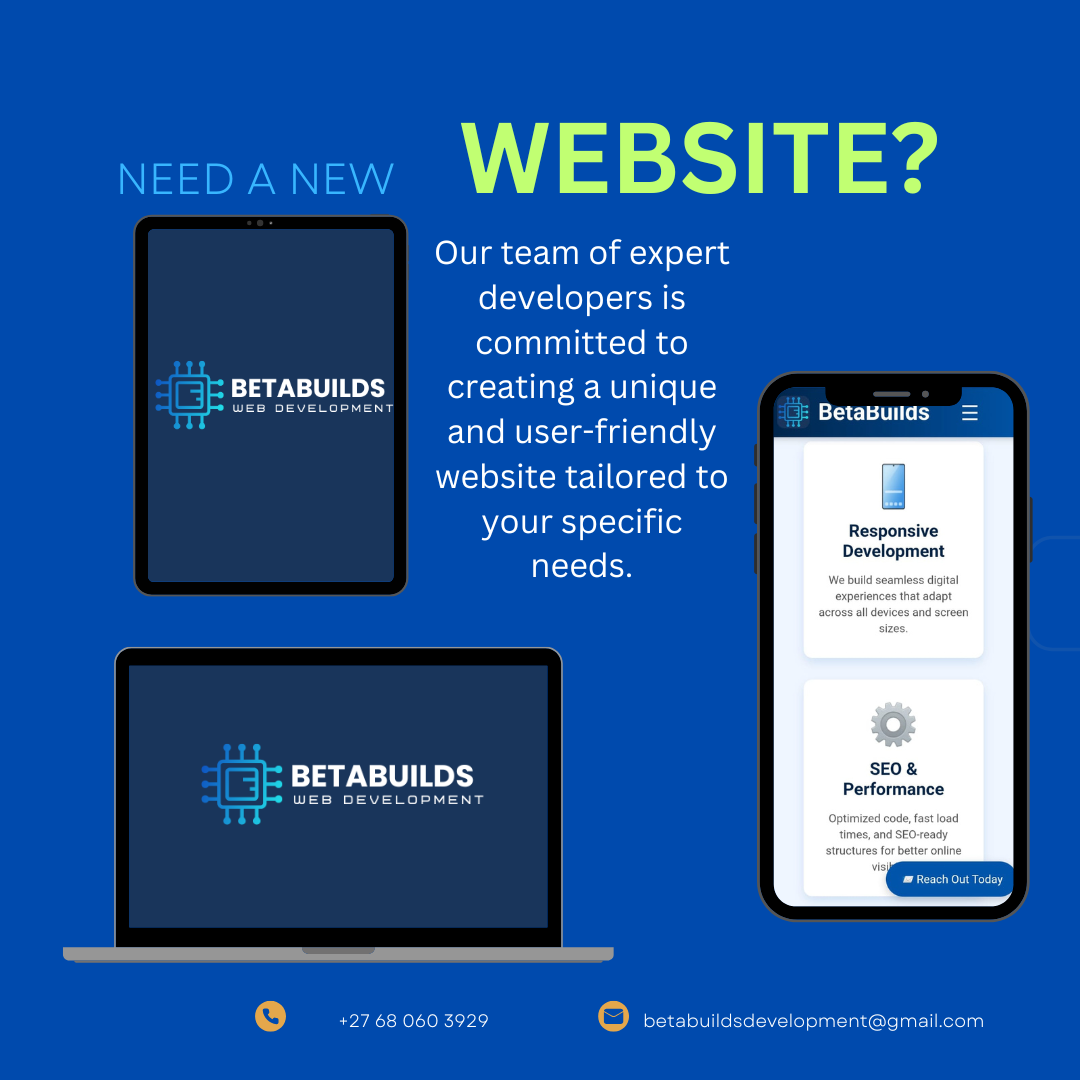 NEED A NEW
WEBSITE?
Our team of expert
developers is
committed to
creating a unique
and user-friendly
website tailored to
your specific
needs.
BETABUILDS
WEB DEVELOPMENT
BetaBuilds
Responsive
Development
We build seamless digital
experiences that adapt
across all devices and screen
sizes.
SEO &
Performance
Optimized code, fast load
times, and SEO-ready
structures for better online
Reach Out Today
BETABUILDS
WEB DEVELOPMENT
+27 68 060 3929
betabuildsdevelopment@gmail.com